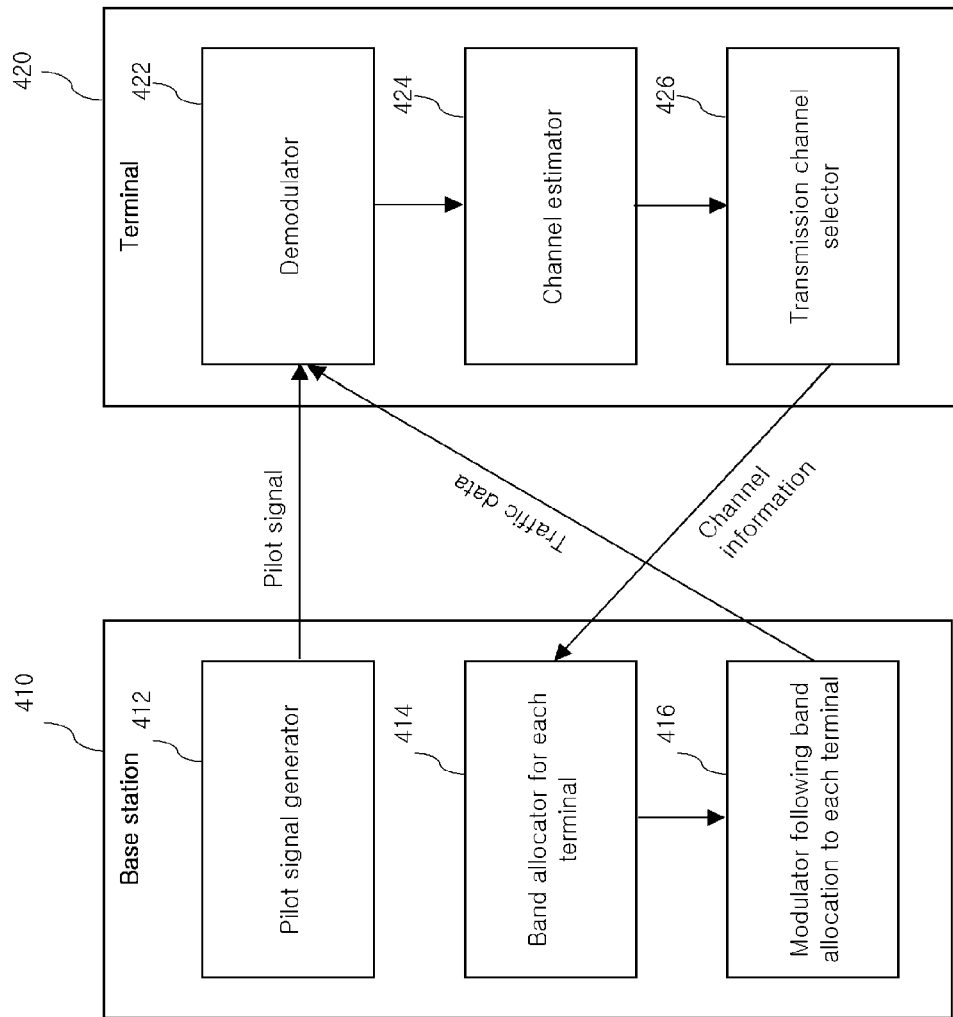 410
Base station
412
Pilot signal generator
414
Band allocator for each
terminal
416
Modulator following band
allocation to each terminal
Pilot signal
Traffic data
Channel
information
420
Terminal
422
Demodulator
424
Channel estimator
426
Transmission channel
selector